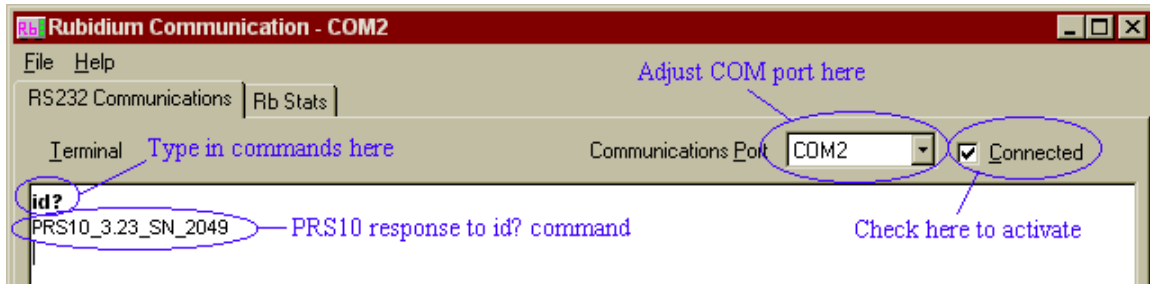 Rb Rubidium Communication - COM2
File Help
Adjust COM port here
RS232 Communications Rb Stats
Terminal Type in commands here Communications Port COM2 Connected
id?
PRS10_3.23_SN_2049 PRS10 response to id? command Check here to activate